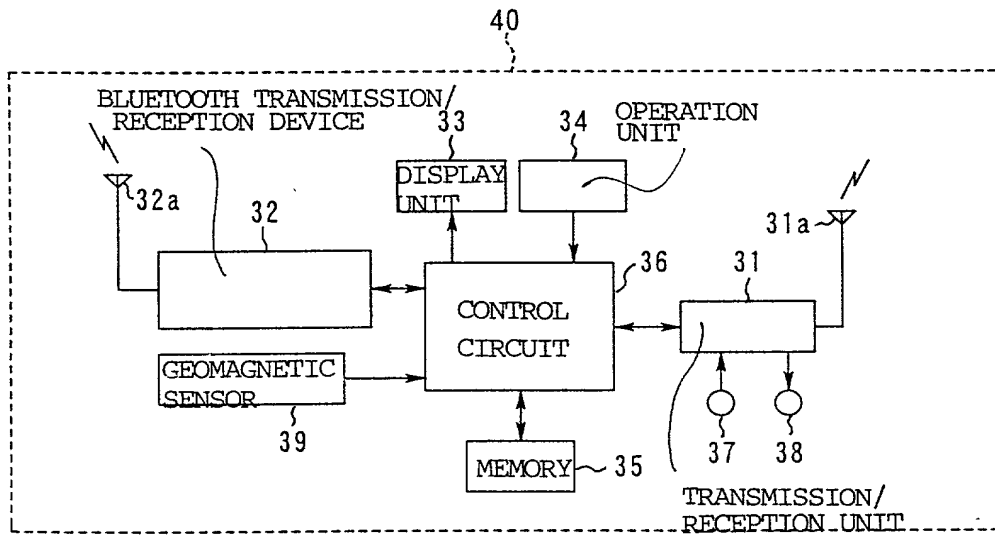 40
BLUETOOTH TRANSMISSION/
RECEPTION DEVICE
33
34
OPERATION
UNIT
32a
DISPLAY
UNIT
31a
32
36
31
CONTROL
CIRCUIT
GEOMAGNETIC
SENSOR
39
37
38
MEMORY
35
TRANSMISSION/
RECEPTION UNIT